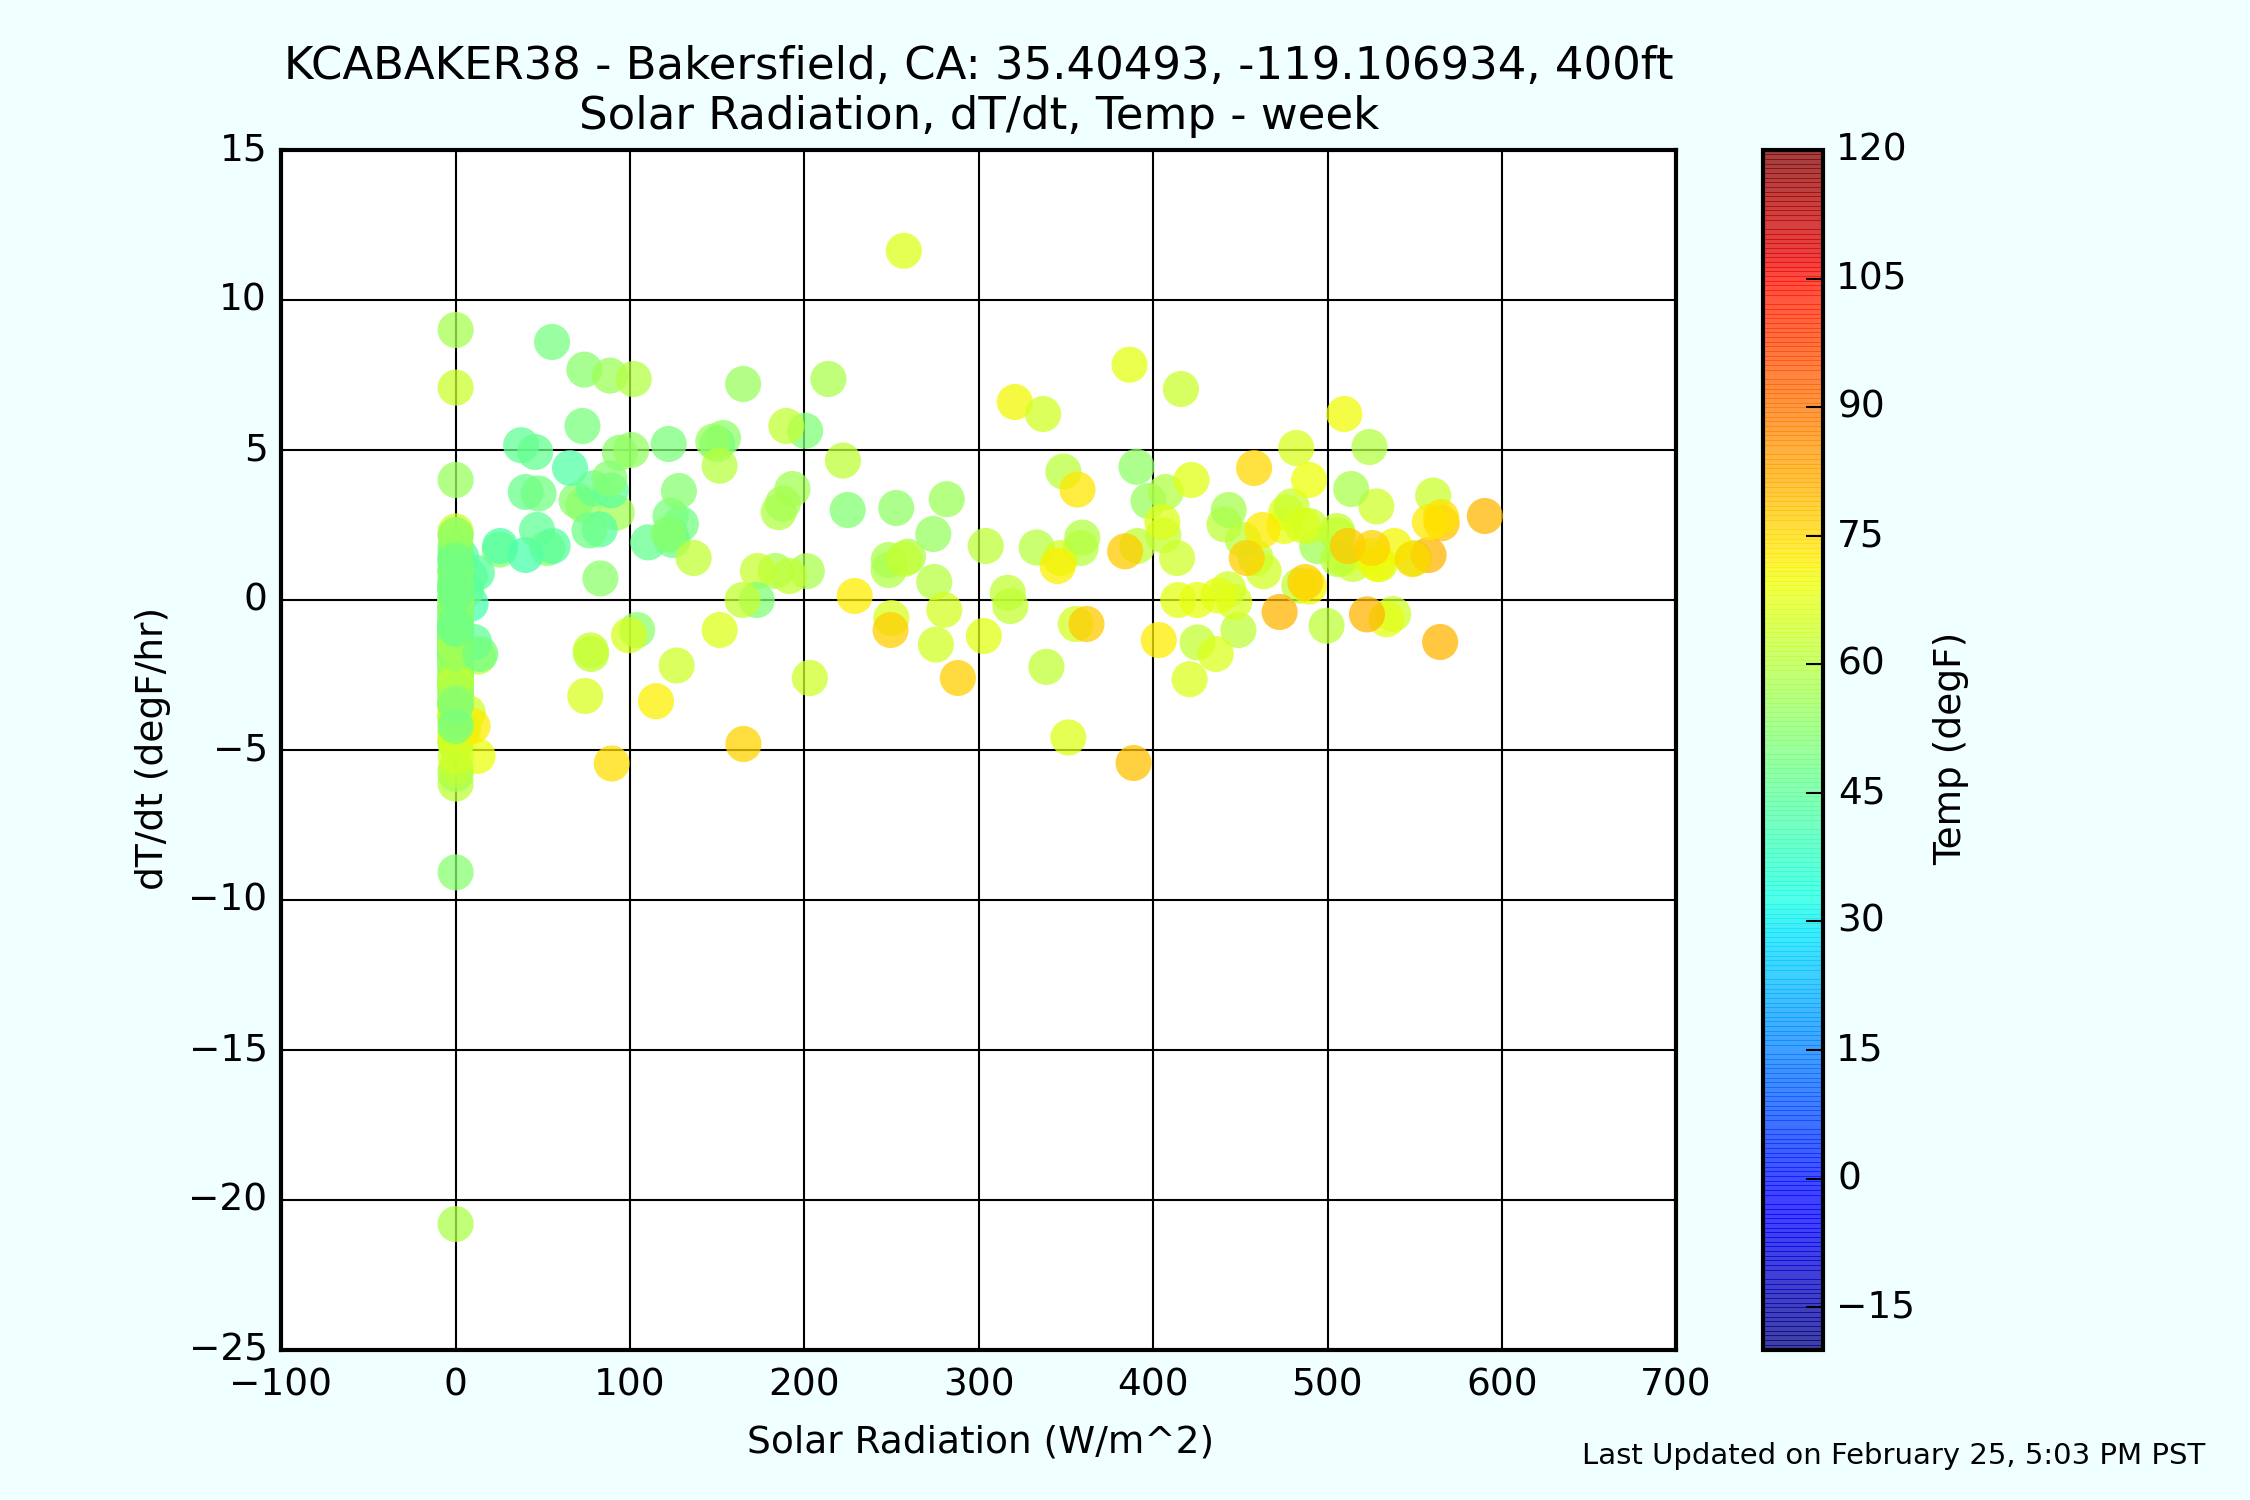 KCABAKER38 - Bakersfield, CA: 35.40493, -119.106934, 400ft
Solar Radiation, dT/dt, Temp - week
15
10
5
0
−5
−10
−15
−20
−25
dT/dt (degF/hr)
−100 0 100 200 300 400 500 600 700
Solar Radiation (W/m^2)
120
105
90
75
60
45
30
15
0
−15
Temp (degF)
Last Updated on February 25, 5:03 PM PST